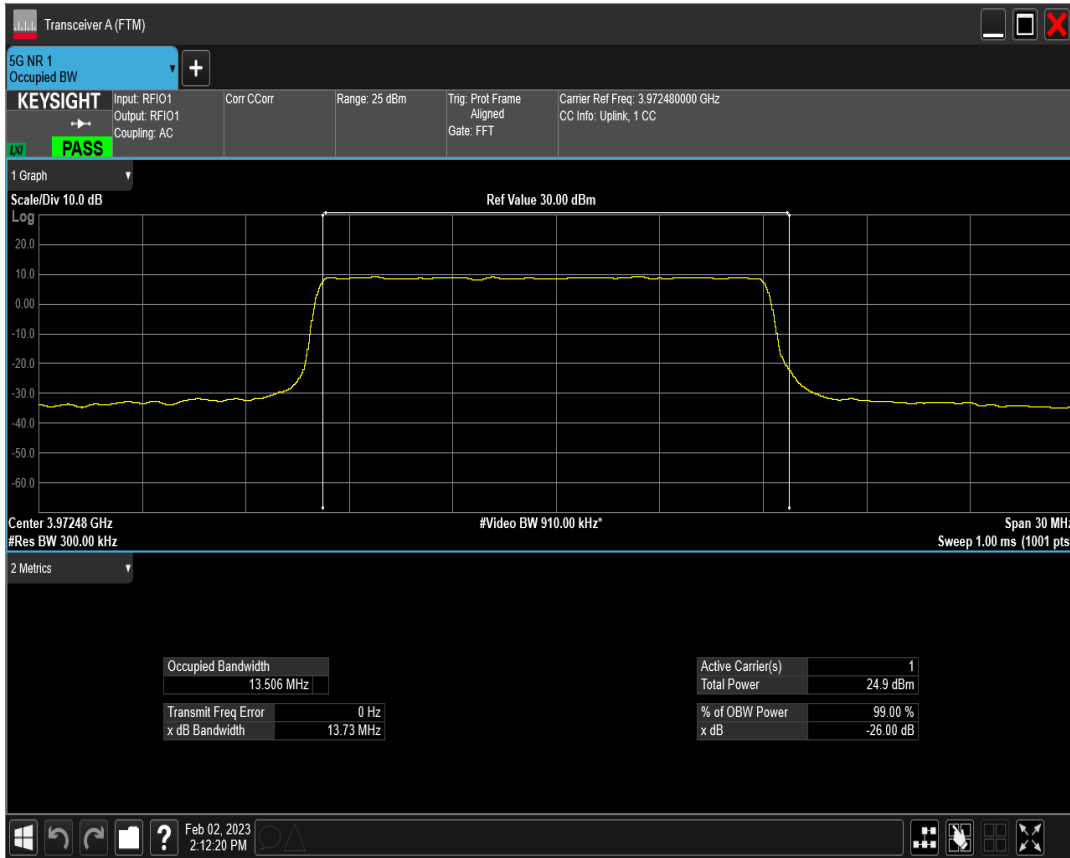 Transceiver A (FTM)
5G NR 1
Occupied BW
+
KEYSIGHT
LXI
PASS
Input: RFIO1
Output: RFIO1
Coupling: AC
Corr CCorr
Range: 25 dBm
Trig: Prot Frame
Aligned
Gate: FFT
Carrier Ref Freq: 3.972480000 GHz
CC Info: Uplink, 1 CC
1 Graph
Scale/Div 10.0 dB
Ref Value 30.00 dBm
Log
20.0
10.0
0.00
-10.0
-20.0
-30.0
-40.0
-50.0
-60.0
Center 3.97248 GHz
#Video BW 910.00 kHz*
Span 30 MHz
#Res BW 300.00 kHz
Sweep 1.00 ms (1001 pts
2 Metrics
Occupied Bandwidth
13.506 MHz
Transmit Freq Error 0 Hz
x dB Bandwidth 13.73 MHz
Active Carrier(s) 1
Total Power 24.9 dBm
% of OBW Power 99.00 %
x dB -26.00 dB
?
Feb 02, 2023
2:12:20 PM